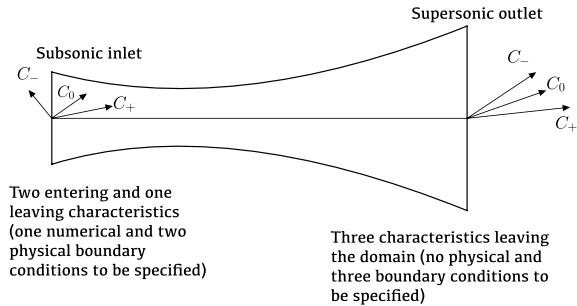 Supersonic outlet
Subsonic inlet
C_-
C_0
C_+
C_-
C_0
C_+
Two entering and one
leaving characteristics
(one numerical and two
physical boundary
conditions to be specified)
Three characteristics leaving
the domain (no physical and
three boundary conditions to
be specified)